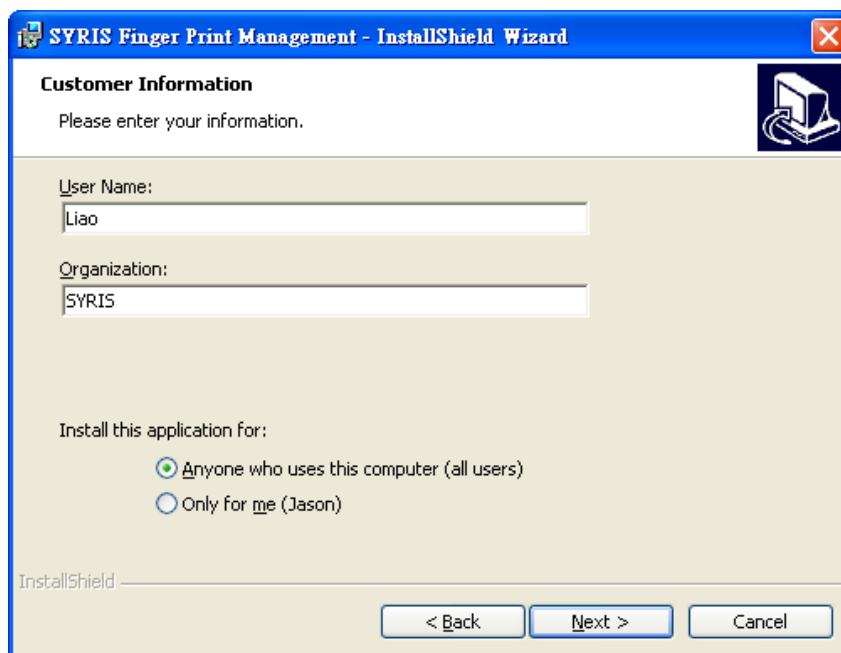 SYRIS Finger Print Management - InstallShield Wizard
Customer Information
Please enter your information.
User Name:
Liao
Organization:
SYRIS
Install this application for:
Anyone who uses this computer (all users)
Only for me (Jason)
InstallShield
< Back Next > Cancel